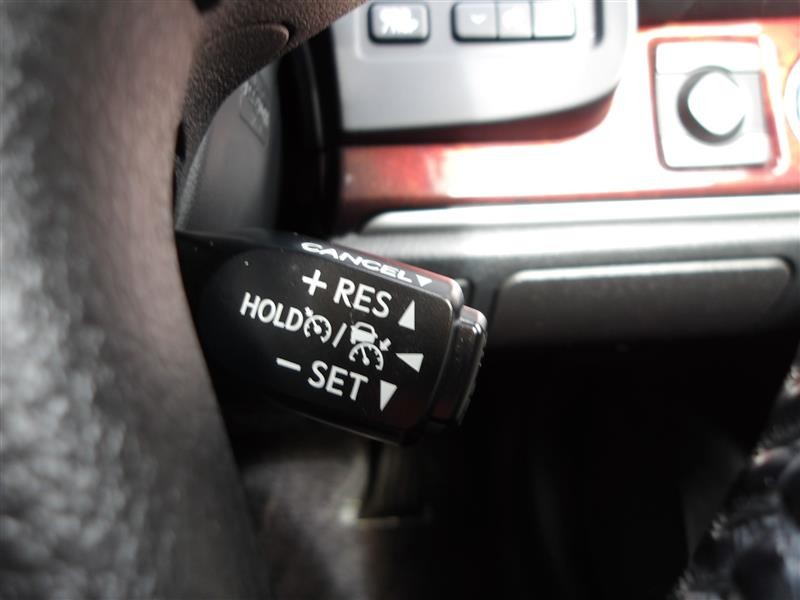 CANCEL▼
+ RES ▲
HOLD / ◀
− SET ▼